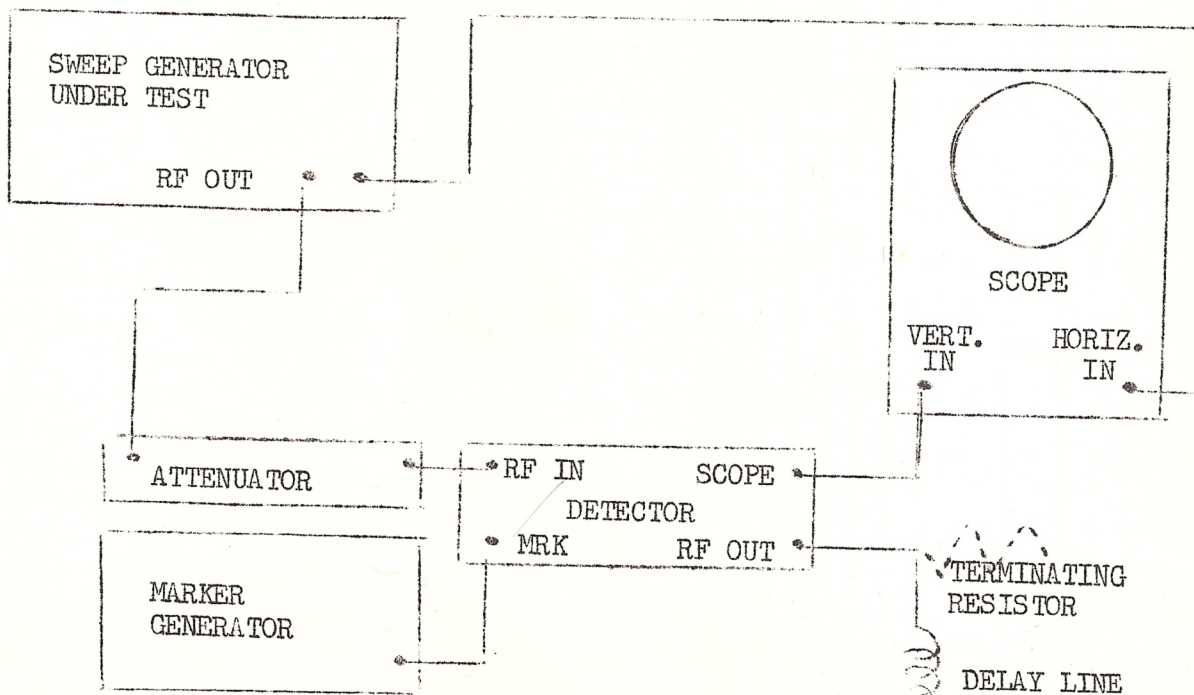 SWEEP GENERATOR
UNDER TEST
RF OUT
SCOPE
VERT.
IN
HORIZ.
IN
ATTENUATOR
RF IN
SCOPE
DETECTOR
MRK
RF OUT
MARKER
GENERATOR
TERMINATING
RESISTOR
DELAY LINE